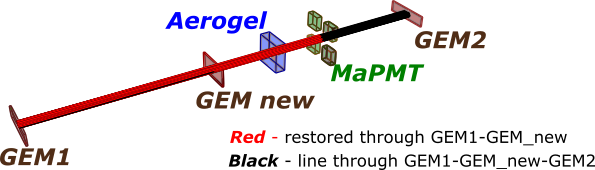 Aerogel
GEM2
GEM new
MaPMT
GEM1
Red - restored through GEM1-GEM_new
Black - line through GEM1-GEM_new-GEM2